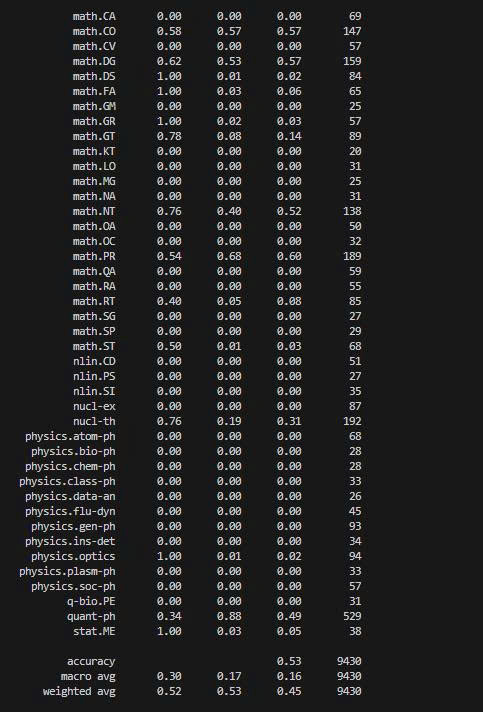 math.CA 0.00 0.00 0.00 69
math.CO 0.58 0.57 0.57 147
math.CV 0.00 0.00 0.00 57
math.DG 0.62 0.53 0.57 159
math.DS 1.00 0.01 0.02 84
math.FA 1.00 0.03 0.06 65
math.GM 0.00 0.00 0.00 25
math.GR 1.00 0.02 0.03 57
math.GT 0.78 0.08 0.14 89
math.KT 0.00 0.00 0.00 20
math.LO 0.00 0.00 0.00 31
math.MG 0.00 0.00 0.00 25
math.NA 0.00 0.00 0.00 31
math.NT 0.76 0.40 0.52 138
math.OA 0.00 0.00 0.00 50
math.OC 0.00 0.00 0.00 32
math.PR 0.54 0.68 0.60 189
math.QA 0.00 0.00 0.00 59
math.RA 0.00 0.00 0.00 55
math.RT 0.40 0.05 0.08 85
math.SG 0.00 0.00 0.00 27
math.SP 0.00 0.00 0.00 29
math.ST 0.50 0.01 0.03 68
nlin.CD 0.00 0.00 0.00 51
nlin.PS 0.00 0.00 0.00 27
nlin.SI 0.00 0.00 0.00 35
nucl-ex 0.00 0.00 0.00 87
nucl-th 0.76 0.19 0.31 192
physics.atom-ph 0.00 0.00 0.00 68
physics.bio-ph 0.00 0.00 0.00 28
physics.chem-ph 0.00 0.00 0.00 28
physics.class-ph 0.00 0.00 0.00 33
physics.data-an 0.00 0.00 0.00 26
physics.flu-dyn 0.00 0.00 0.00 45
physics.gen-ph 0.00 0.00 0.00 93
physics.ins-det 0.00 0.00 0.00 34
physics.optics 1.00 0.01 0.02 94
physics.plasm-ph 0.00 0.00 0.00 33
physics.soc-ph 0.00 0.00 0.00 57
q-bio.PE 0.00 0.00 0.00 31
quant-ph 0.34 0.88 0.49 529
stat.ME 1.00 0.03 0.05 38
accuracy 0.53 9430
macro avg 0.30 0.17 0.16 9430
weighted avg 0.52 0.53 0.45 9430